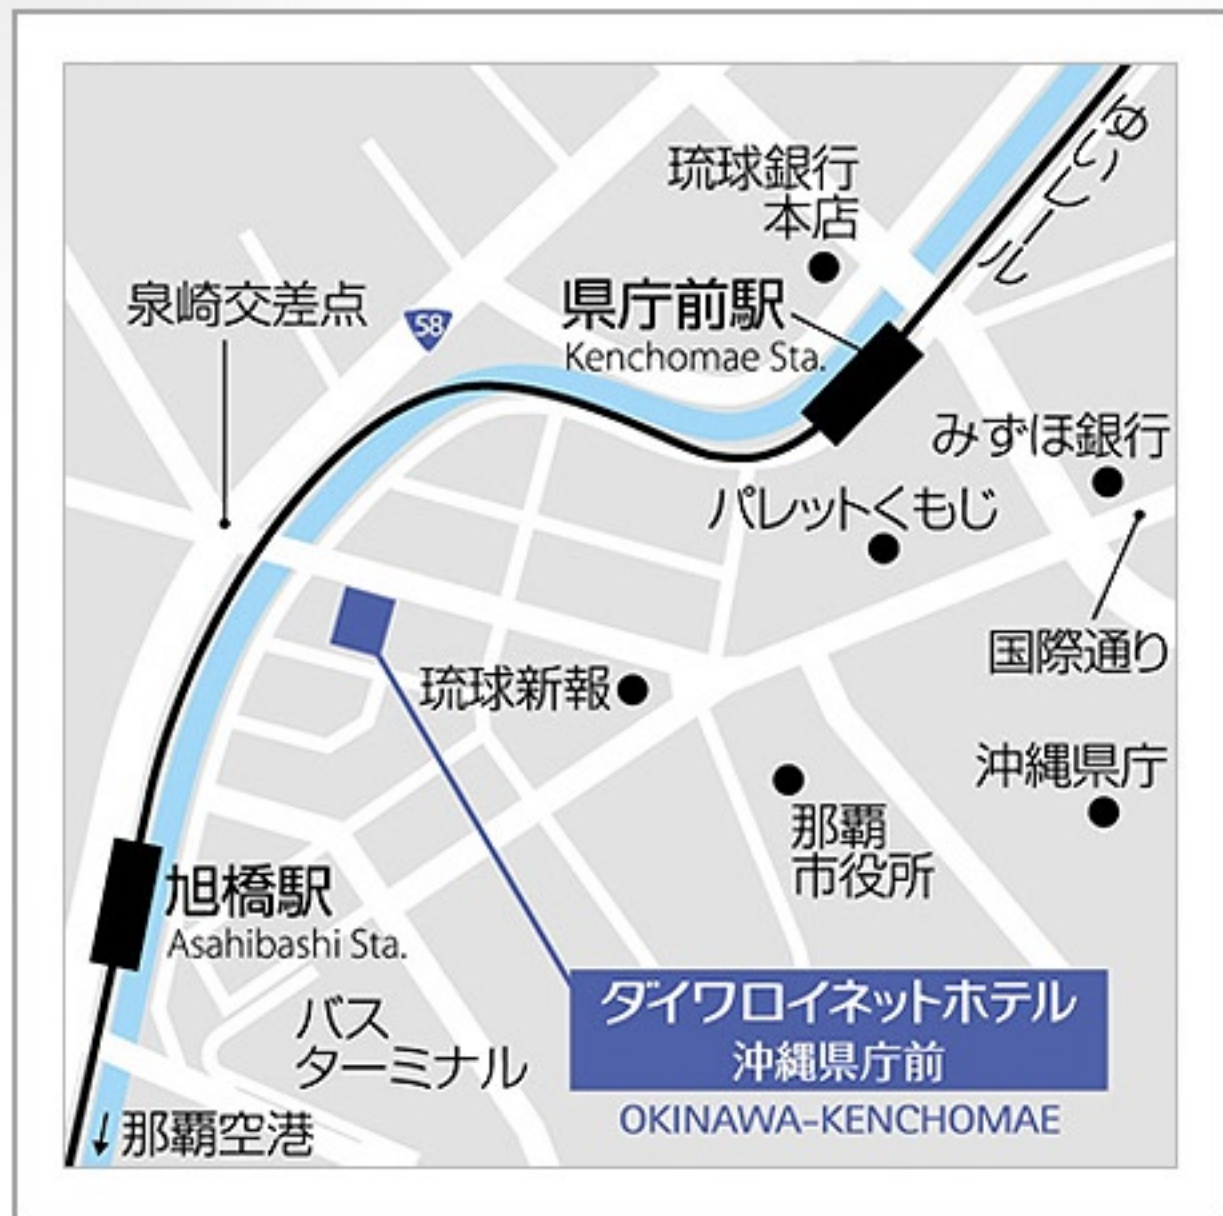 ゆいレール
琉球銀行
本店
泉崎交差点
58
県庁前駅
Kenchomae Sta.
みずほ銀行
パレットくもじ
国際通り
琉球新報
沖縄県庁
那覇
市役所
旭橋駅
Asahibashi Sta.
バス
ターミナル
ダイワロイネットホテル
沖縄県庁前
OKINAWA-KENCHOMAE
↓那覇空港